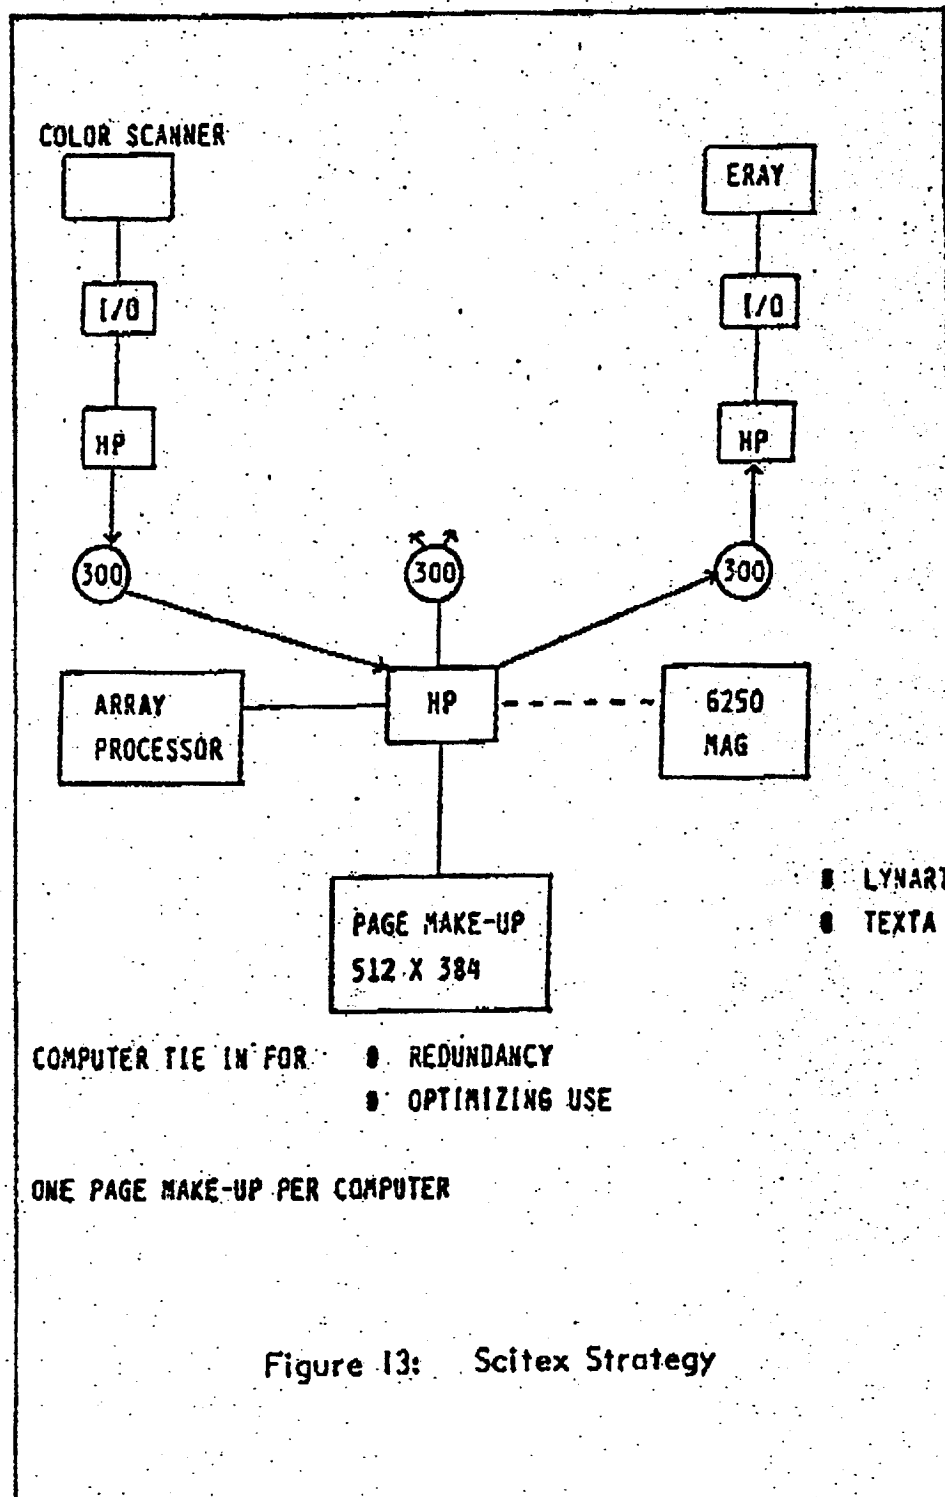 COLOR SCANNER
ERAY
I/O
I/O
HP
HP
300
300
300
ARRAY
PROCESSOR
HP
6250
MAG
LYNART
TEXTA
PAGE MAKE-UP
512 X 384
COMPUTER TIE IN FOR
REDUNDANCY
OPTIMIZING USE
ONE PAGE MAKE-UP PER COMPUTER
Figure 13: Scitex Strategy